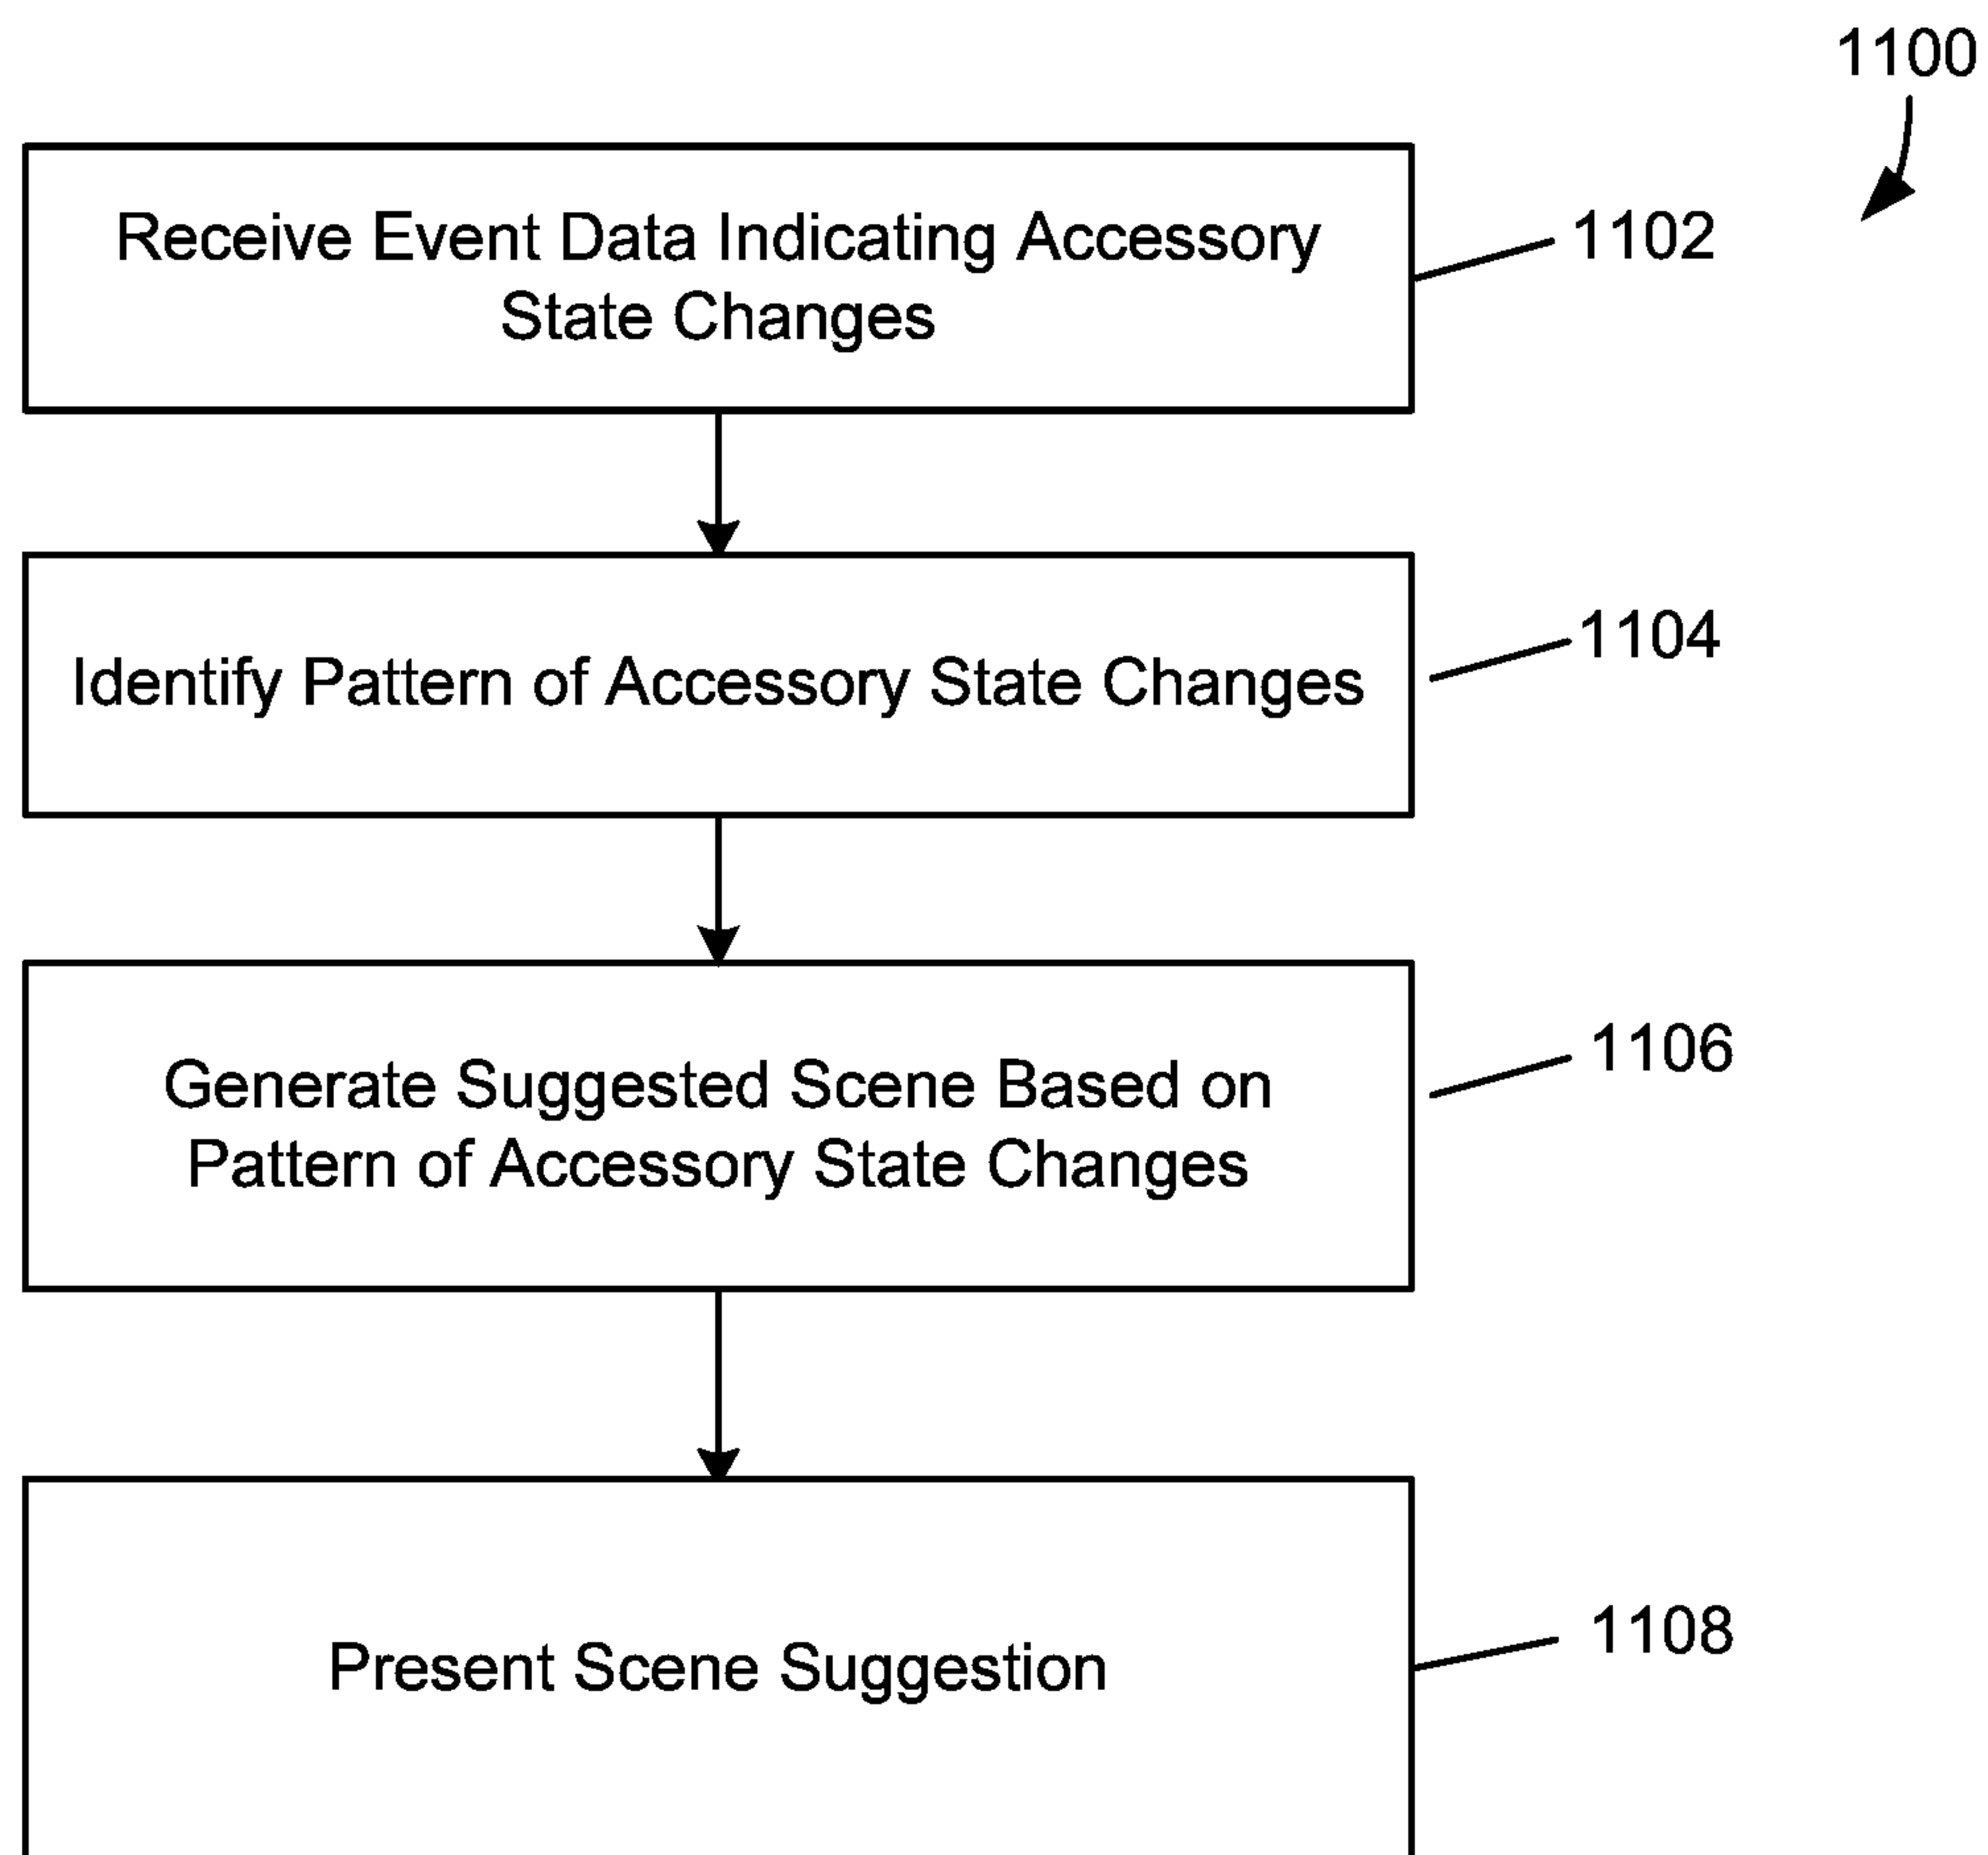 1100
Receive Event Data Indicating Accessory
State Changes
1102
Identify Pattern of Accessory State Changes
1104
Generate Suggested Scene Based on
Pattern of Accessory State Changes
1106
Present Scene Suggestion
1108